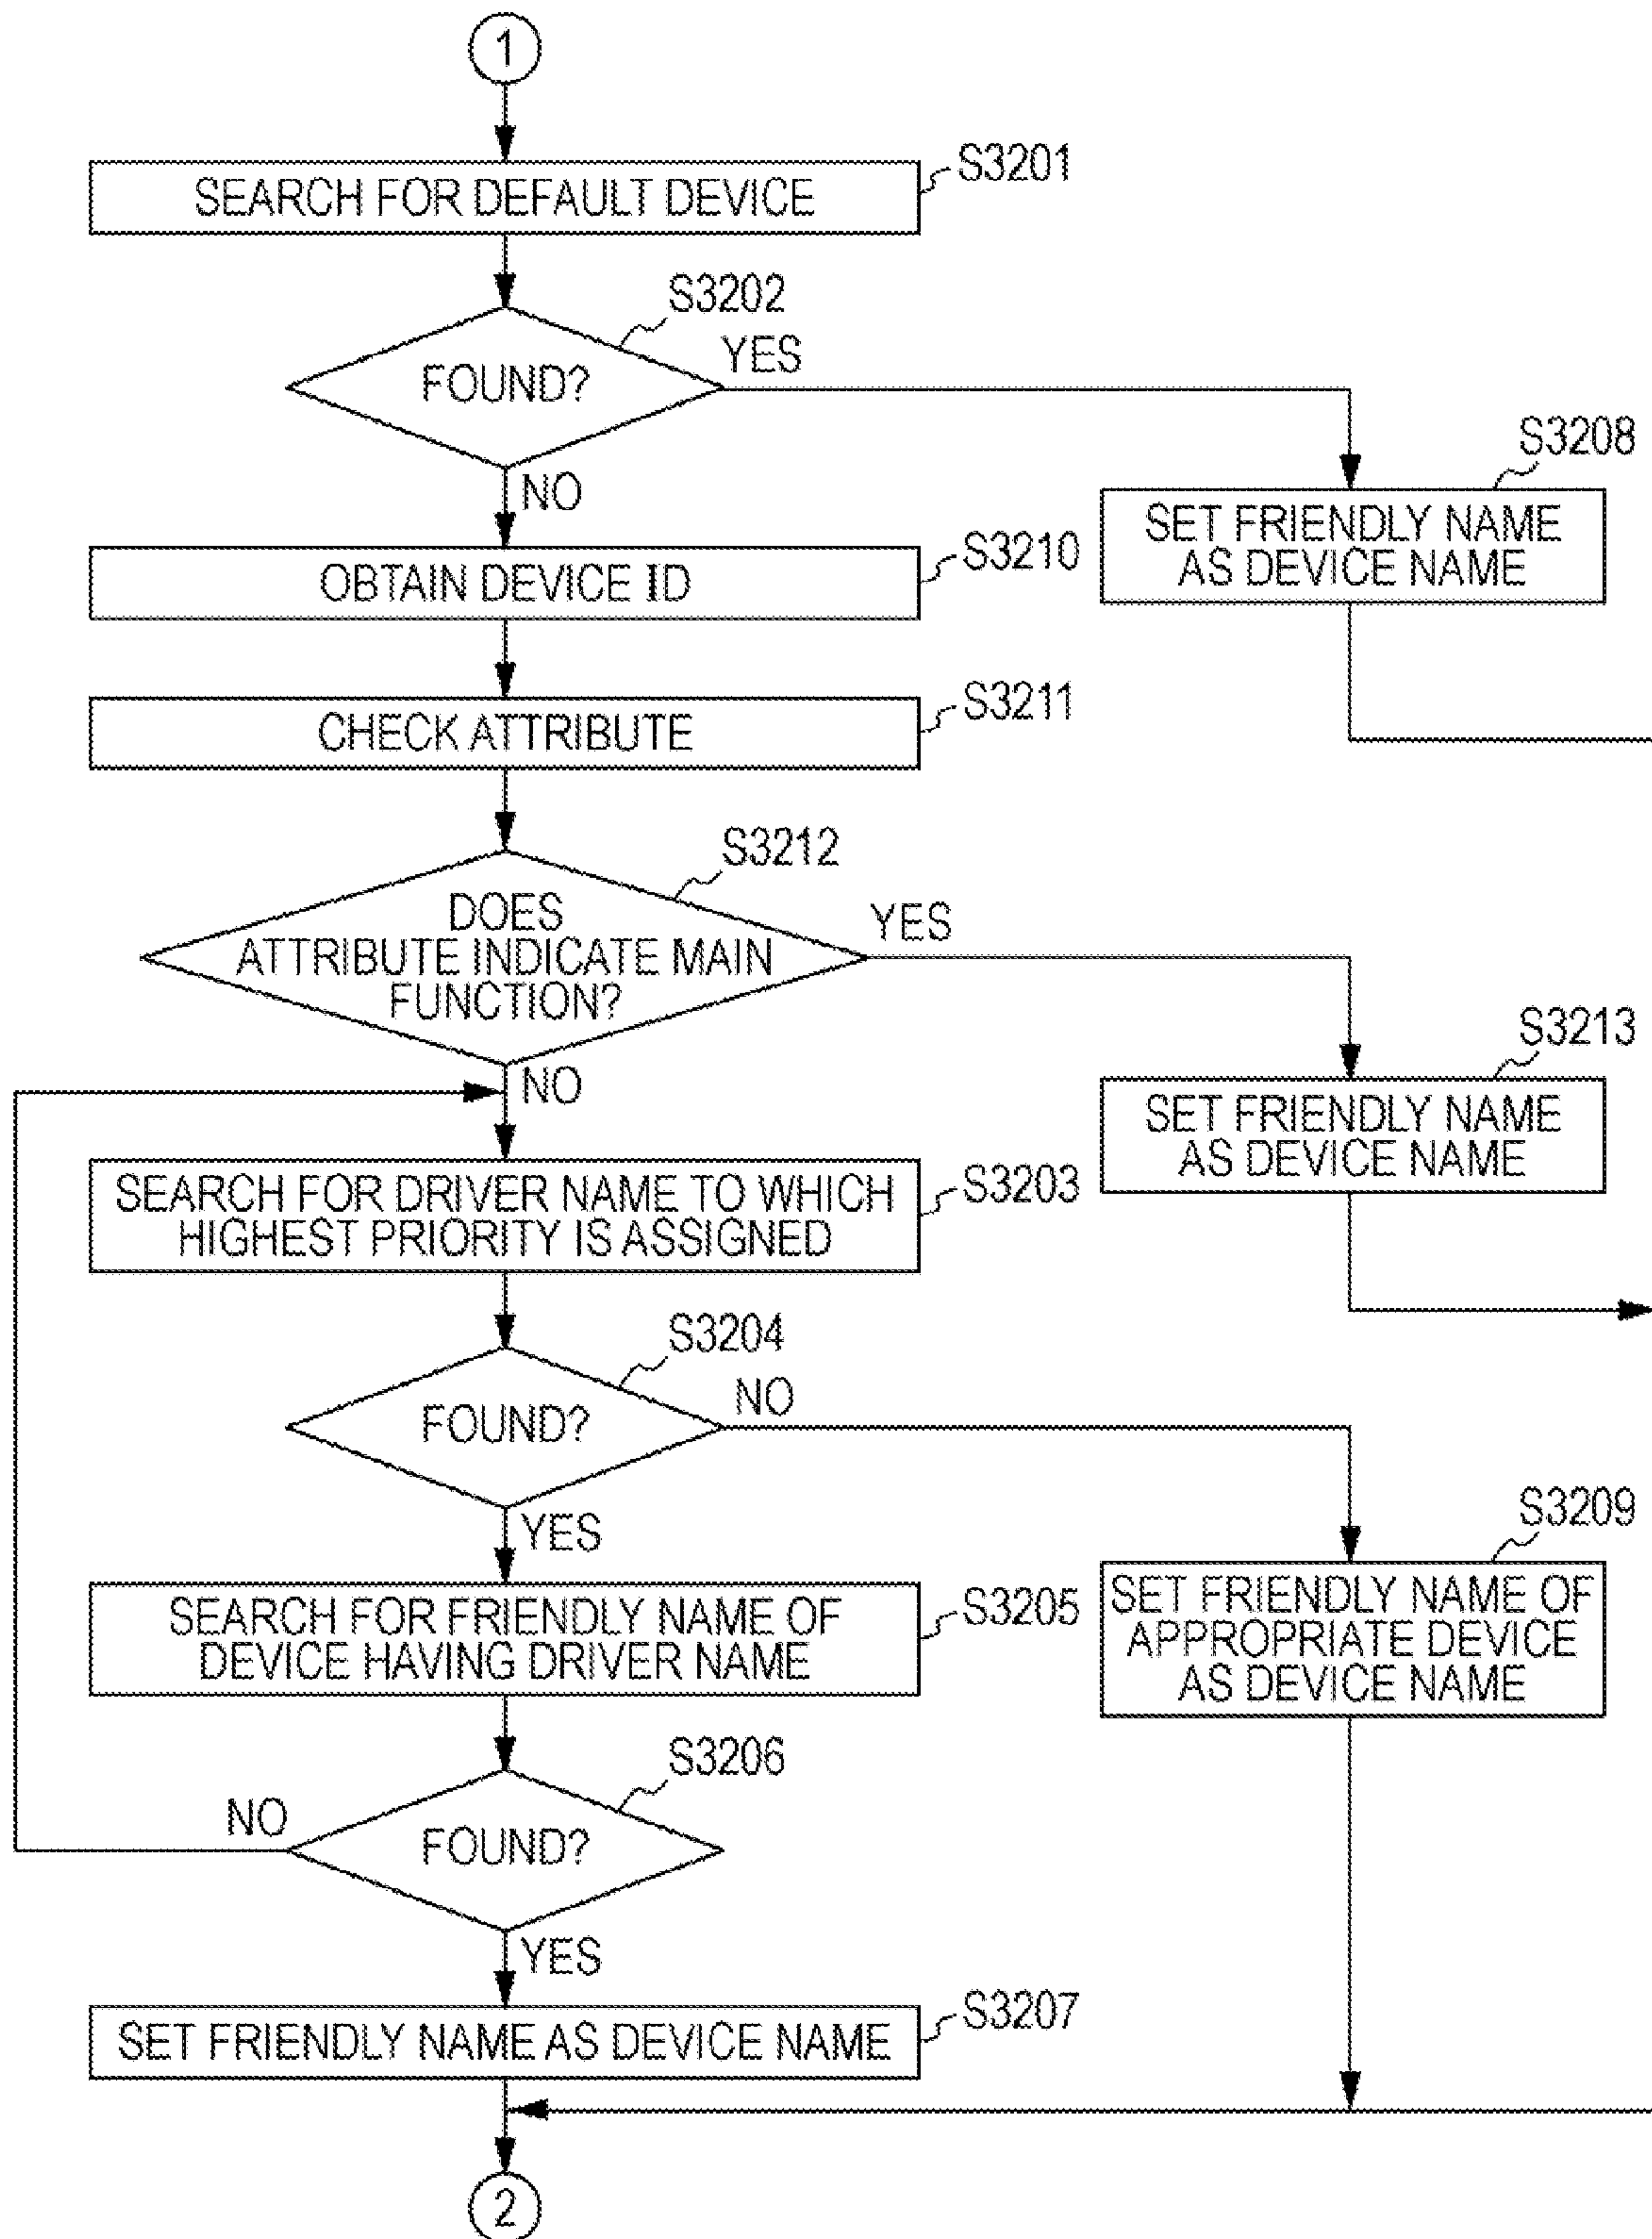 1
SEARCH FOR DEFAULT DEVICE
S3201
S3202
FOUND?
YES
NO
S3208
SET FRIENDLY NAME
AS DEVICE NAME
OBTAIN DEVICE ID
S3210
CHECK ATTRIBUTE
S3211
S3212
DOES
ATTRIBUTE INDICATE MAIN
FUNCTION?
YES
NO
S3213
SET FRIENDLY NAME
AS DEVICE NAME
SEARCH FOR DRIVER NAME TO WHICH
HIGHEST PRIORITY IS ASSIGNED
S3203
S3204
FOUND?
NO
YES
S3209
SET FRIENDLY NAME OF
APPROPRIATE DEVICE
AS DEVICE NAME
SEARCH FOR FRIENDLY NAME OF
DEVICE HAVING DRIVER NAME
S3205
S3206
NO
FOUND?
YES
SET FRIENDLY NAME AS DEVICE NAME
S3207
2